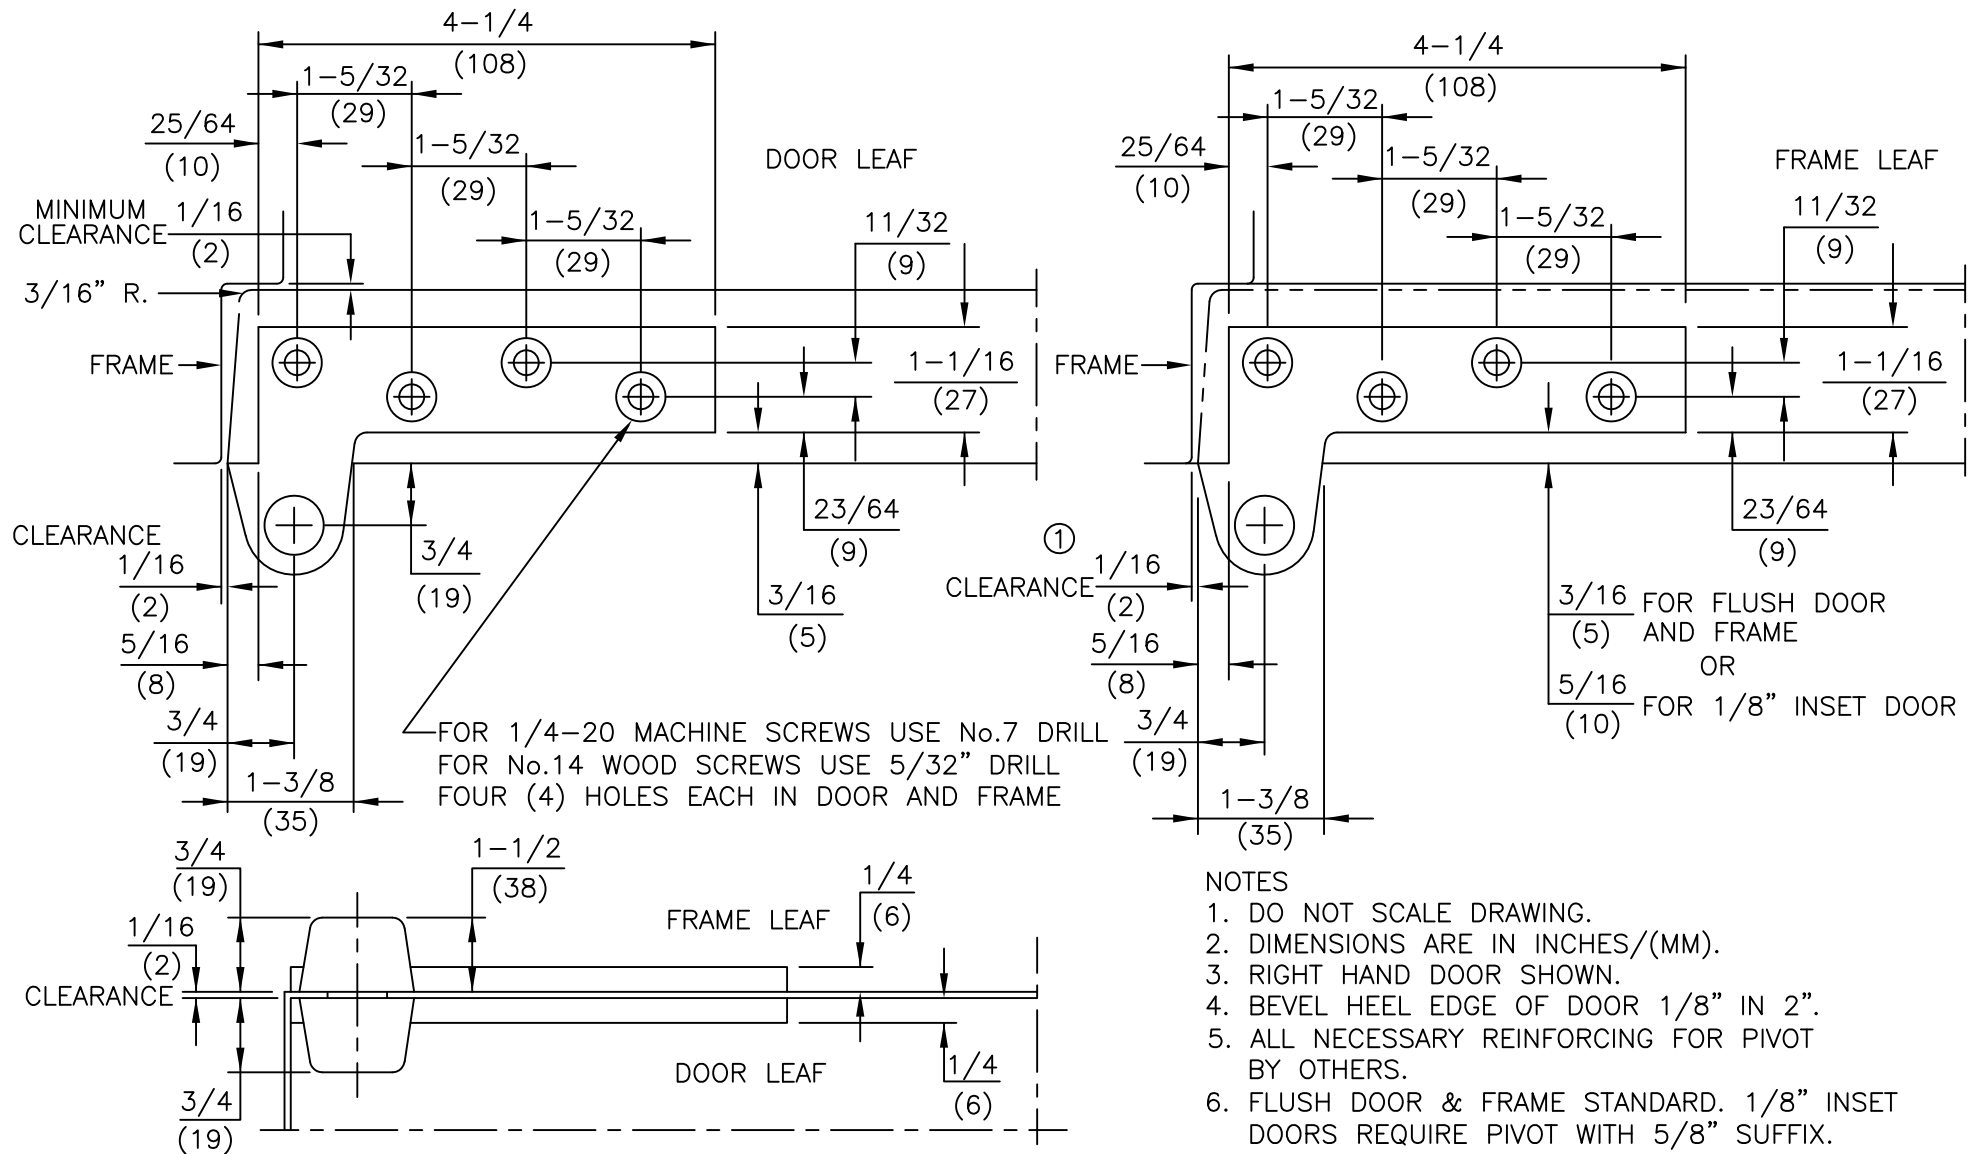 4-1/4
(108)
1-5/32
(29)
25/64
(10)
1-5/32
(29)
DOOR LEAF
MINIMUM
CLEARANCE
1/16
(2)
1-5/32
(29)
11/32
(9)
3/16” R.
FRAME
1-1/16
(27)
CLEARANCE
1/16
(2)
3/4
(19)
23/64
(9)
3/16
(5)
5/16
(8)
3/4
(19)
1-3/8
(35)
FOR 1/4-20 MACHINE SCREWS USE No.7 DRILL
FOR No.14 WOOD SCREWS USE 5/32” DRILL
FOUR (4) HOLES EACH IN DOOR AND FRAME
4-1/4
(108)
1-5/32
(29)
25/64
(10)
1-5/32
(29)
FRAME LEAF
1-5/32
(29)
11/32
(9)
FRAME
1-1/16
(27)
1
CLEARANCE
1/16
(2)
23/64
(9)
5/16
(8)
3/16
(5)
FOR FLUSH DOOR
AND FRAME
OR
5/16
(10)
FOR 1/8” INSET DOOR
3/4
(19)
1-3/8
(35)
3/4
(19)
1-1/2
(38)
1/4
(6)
FRAME LEAF
1/16
(2)
CLEARANCE
DOOR LEAF
1/4
(6)
3/4
(19)
NOTES
1. DO NOT SCALE DRAWING.
2. DIMENSIONS ARE IN INCHES/(MM).
3. RIGHT HAND DOOR SHOWN.
4. BEVEL HEEL EDGE OF DOOR 1/8” IN 2”.
5. ALL NECESSARY REINFORCING FOR PIVOT
BY OTHERS.
6. FLUSH DOOR & FRAME STANDARD. 1/8” INSET
DOORS REQUIRE PIVOT WITH 5/8” SUFFIX.